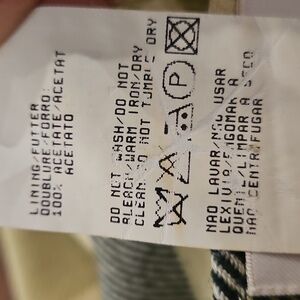 LINING/FUTTER
DOUBLURE/FORRO:
100% ACETATE/ACETAT
ACETATO
DO NOT WASH/DO NOT
BLEACH/WARM IRON/DRY
CLEAN/DO NOT TUMBLE DRY
P
NAO LAVAR/NAO USAR
LEXIVIA/ENGOMAR A
QUENTE/LIMPAR A SECO
NAO CENTRIFUGAR